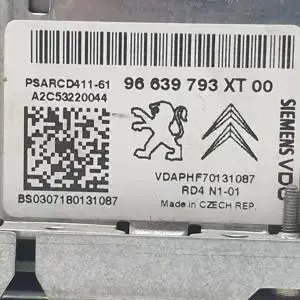 PSARCD411-61
96 639 793 XT 00
A2C53220044
SIEMENS VDO
VDAPHF70131087
RD4 N1-01
BS0307180131087
Made in CZECH REP.